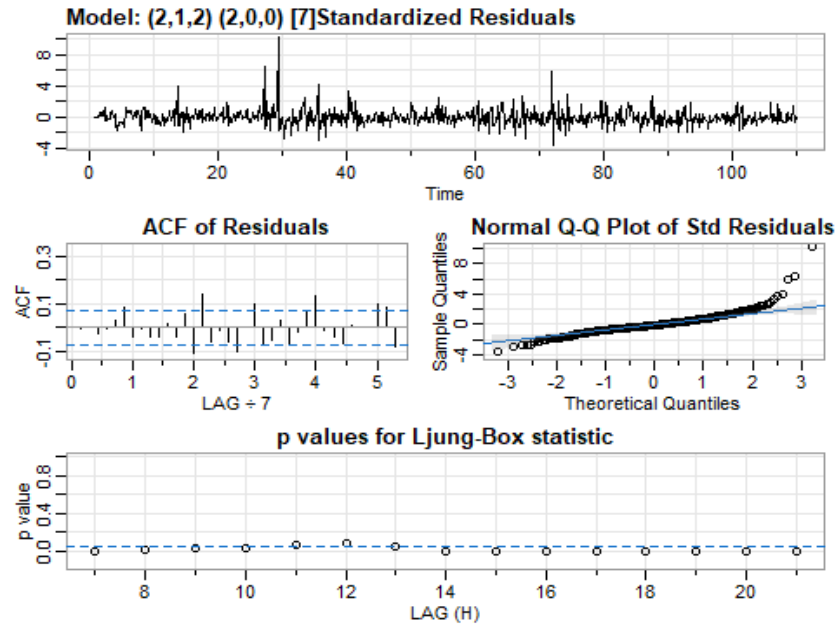 Model: (2,1,2) (2,0,0) [7]Standardized Residuals
8
4
0
-4
0 20 40 60 80 100
Time
ACF of Residuals
ACF
0.3
0.1
-0.1
0 1 2 3 4 5
LAG ÷ 7
Normal Q-Q Plot of Std Residuals
Sample Quantiles
8
4
0
-4
-3 -2 -1 0 1 2 3
Theoretical Quantiles
p values for Ljung-Box statistic
p value
0.8
0.4
0.0
8 10 12 14 16 18 20
LAG (H)